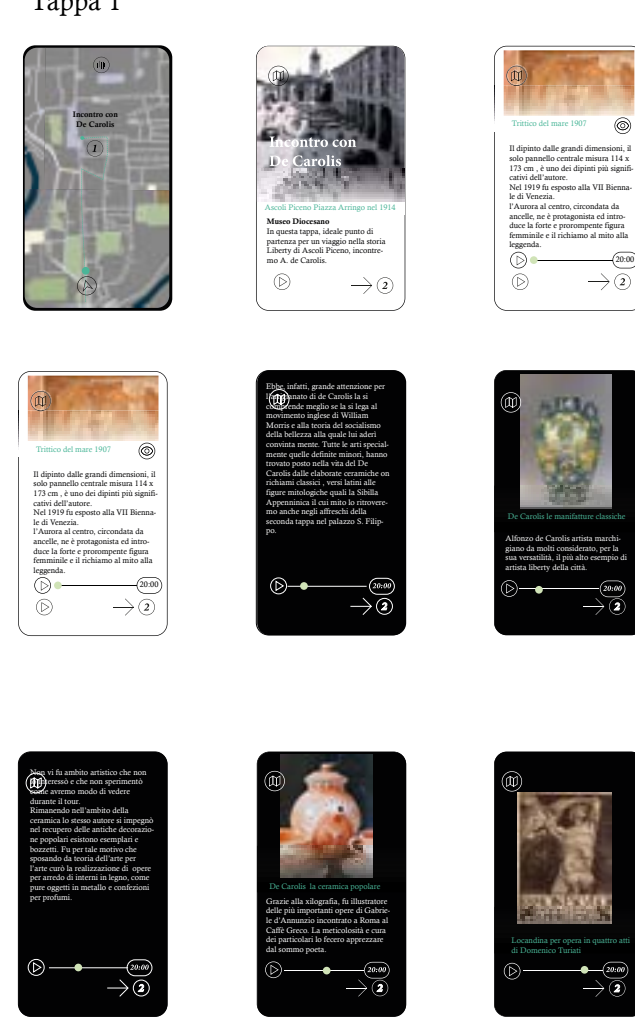 Tappa 1
Incontro con
De Carolis
1
Incontro con
De Carolis
Ascoli Piceno Piazza Arringo nel 1914
Museo Diocesano
In questa tappa, ideale punto di
partenza per un viaggio nella storia
Liberty di Ascoli Piceno, incontre-
mo A. de Carolis.
2
Trittico del mare 1907
Il dipinto dalle grandi dimensioni, il
solo pannello centrale misura 114 x
173 cm , è uno dei dipinti più signifi-
cativi dell'autore.
Nel 1919 fu esposto alla VII Bienna-
le di Venezia.
l'Aurora al centro, circondata da
ancelle, ne è protagonista ed intro-
duce la forte e prorompente figura
femminile e il richiamo al mito alla
leggenda.
20:00
2
Trittico del mare 1907
Il dipinto dalle grandi dimensioni, il
solo pannello centrale misura 114 x
173 cm , è uno dei dipinti più signifi-
cativi dell'autore.
Nel 1919 fu esposto alla VII Bienna-
le di Venezia.
l'Aurora al centro, circondata da
ancelle, ne è protagonista ed intro-
duce la forte e prorompente figura
femminile e il richiamo al mito alla
leggenda.
20:00
2
Ebbe, infatti, grande attenzione per
di de Carolis la si
meglio se la si lega al
movimento inglese di William
Morris e alla teoria del socialismo
della bellezza alla quale lui aderì
convinta mente. Tutte le arti special-
mente quelle definite minori, hanno
trovato posto nella vita del De
Carolis dalle elaborate ceramiche on
richiami classici , versi latini alle
figure mitologiche quali la Sibilla
Appenninica il cui mito lo ritrovere-
mo anche negli affreschi della
seconda tappa nel palazzo S. Filip-
po.
20:00
2
De Carolis le manifatture classiche
Alfonzo de Carolis artista marchi-
giano da molti considerato, per la
sua versatilità, il più alto esempio di
artista liberty della città.
20:00
2
Non vi fu ambito artistico che non
e che non sperimentò
come avremo modo di vedere
durante il tour.
Rimanendo nell'ambito della
ceramica lo stesso autore si impegnò
nel recupero delle antiche decorazio-
ne popolari esistono esemplari e
bozzetti. Fu per tale motivo che
sposando da teoria dell'arte per
l'arte curò la realizzazione di opere
per arredo di interni in legno, come
pure oggetti in metallo e confezioni
per profumi.
20:00
2
De Carolis la ceramica popolare
Grazie alla xilografia, fu illustratore
delle più importanti opere di Gabrie-
le d'Annunzio incontrato a Roma al
Caffè Greco. La meticolosità e cura
dei particolari lo fecero apprezzare
dal sommo poeta.
20:00
2
Locandina per opera in quattro atti
di Domenico Turiati
20:00
2